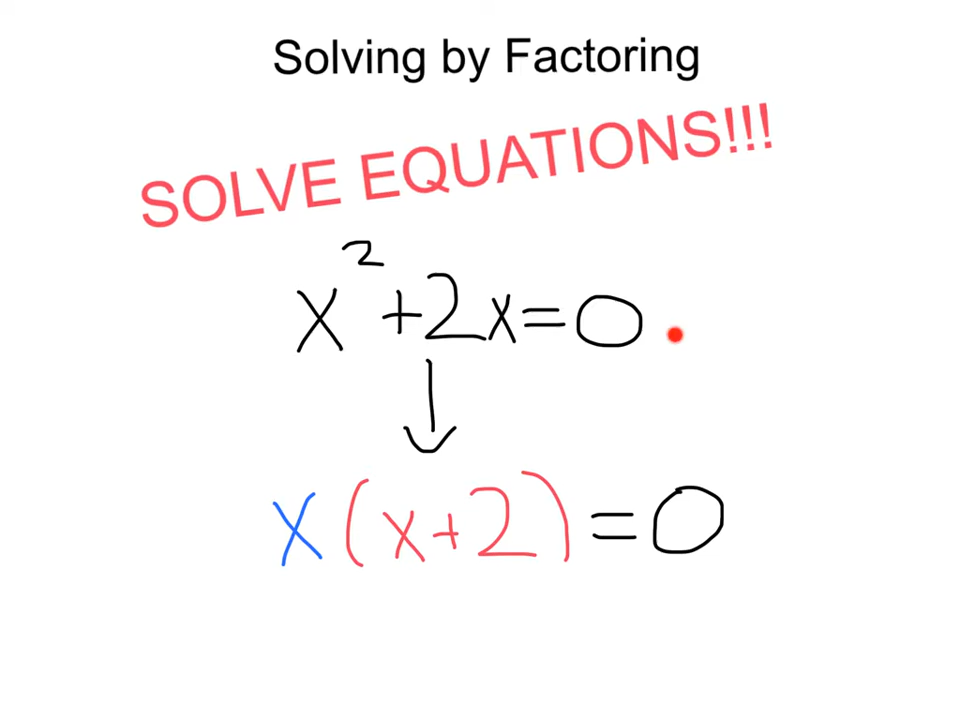 Solving by Factoring
SOLVE EQUATIONS!!!
x²+2x=0
x(x+2)=0